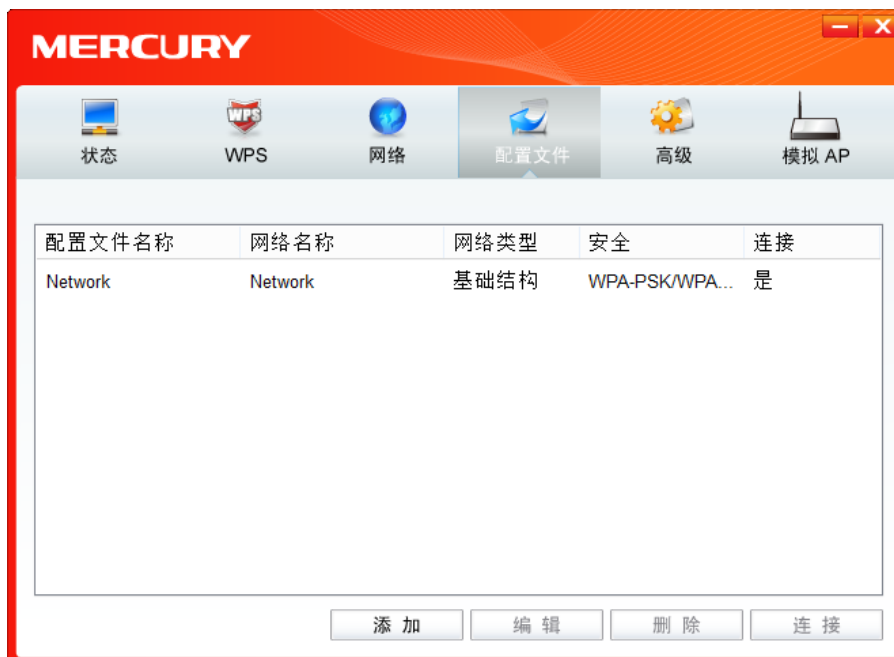 MERCURY
状态 WPS 网络 配置文件 高级 模拟 AP
配置文件名称 网络名称 网络类型 安全 连接
Network Network 基础结构 WPA-PSK/WPA... 是
添 加 编 辑 删 除 连 接